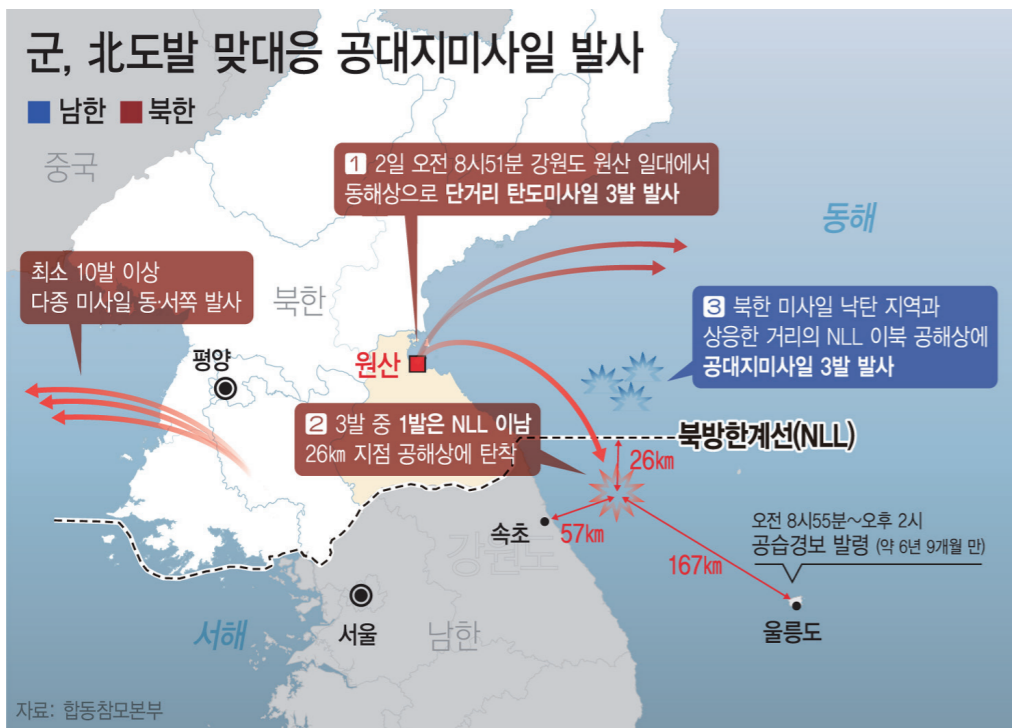 군, 北도발 맞대응 공대지미사일 발사
남한 북한
중국
1 2일 오전 8시51분 강원도 원산 일대에서
동해상으로 단거리 탄도미사일 3발 발사
동해
최소 10발 이상
다종 미사일 동·서쪽 발사
북한
3 북한 미사일 낙탄 지역과
상응한 거리의 NLL 이북 공해상에
공대지미사일 3발 발사
평양
원산
2 3발 중 1발은 NLL 이남
26㎞ 지점 공해상에 탄착
북방한계선(NLL)
26㎞
속초
57㎞
강원도
오전 8시55분~오후 2시
공습경보 발령 (약 6년 9개월 만)
167㎞
울릉도
서울
서해
남한
자료: 합동참모본부